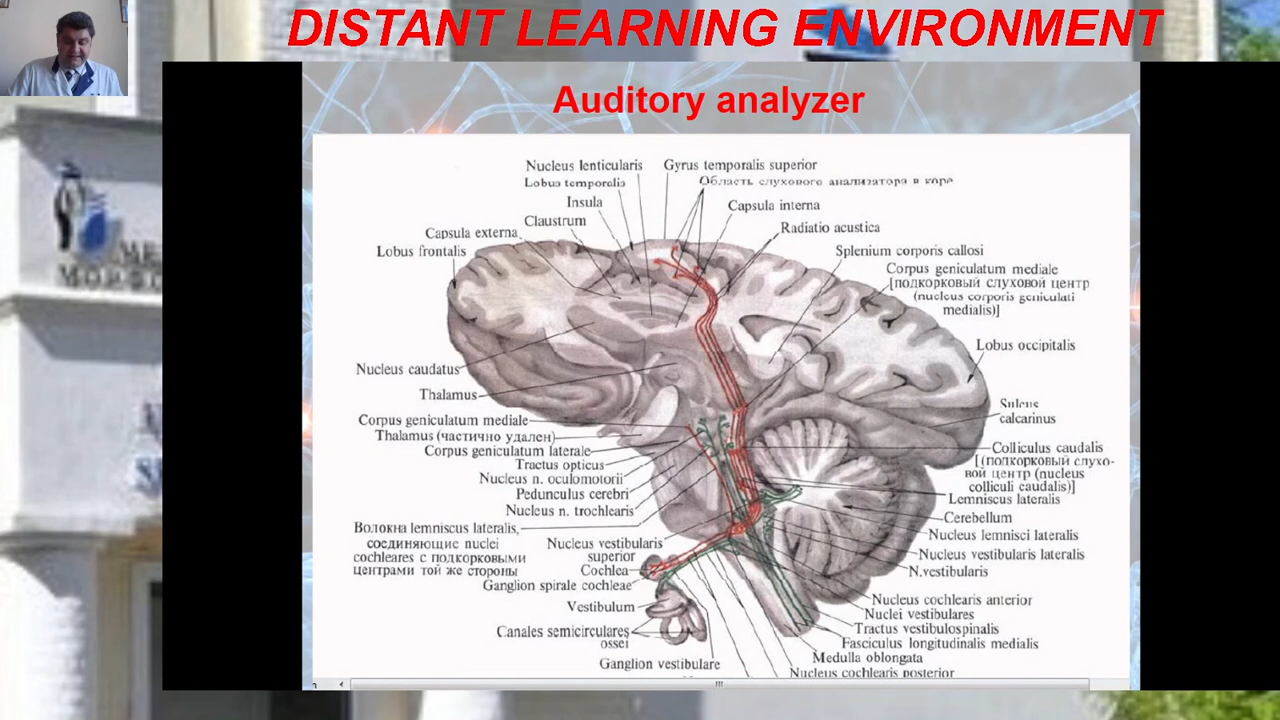 DISTANT LEARNING ENVIRONMENT
Auditory analyzer
Nucleus lenticularis
Gyrus temporalis superior
Lobus temporalis
Область слухового анализатора в коре
Insula
Capsula interna
Claustrum
Radiatio acustica
Capsula externa
Lobus frontalis
Splenium corporis callosi
Corpus geniculatum mediale
[подкорковый слуховой центр
(nucleus corporis geniculati
medialis)]
Lobus occipitalis
Nucleus caudatus
Thalamus
Sulcus
calcarinus
Corpus geniculatum mediale
Thalamus (частично удален)
Corpus geniculatum laterale
Tractus opticus
Nucleus n. oculomotorii
Pedunculus cerebri
Nucleus n. trochlearis
Colliculus caudalis
[(подкорковый слухо-
вой центр (nucleus
colliculi caudalis)]
Lemniscus lateralis
Cerebellum
Nucleus lemnisci lateralis
Nucleus vestibularis lateralis
N.vestibularis
Волокна lemniscus lateralis,
соединяющие nuclei
cochleares с подкорковыми
центрами той же стороны
Nucleus vestibularis
superior
Cochlea
Ganglion spirale cochleae
Vestibulum
Canales semicirculares
ossei
Ganglion vestibulare
Nucleus cochlearis anterior
Nuclei vestibulares
Tractus vestibulospinalis
Fasciculus longitudinalis medialis
Medulla oblongata
Nucleus cochlearis posterior